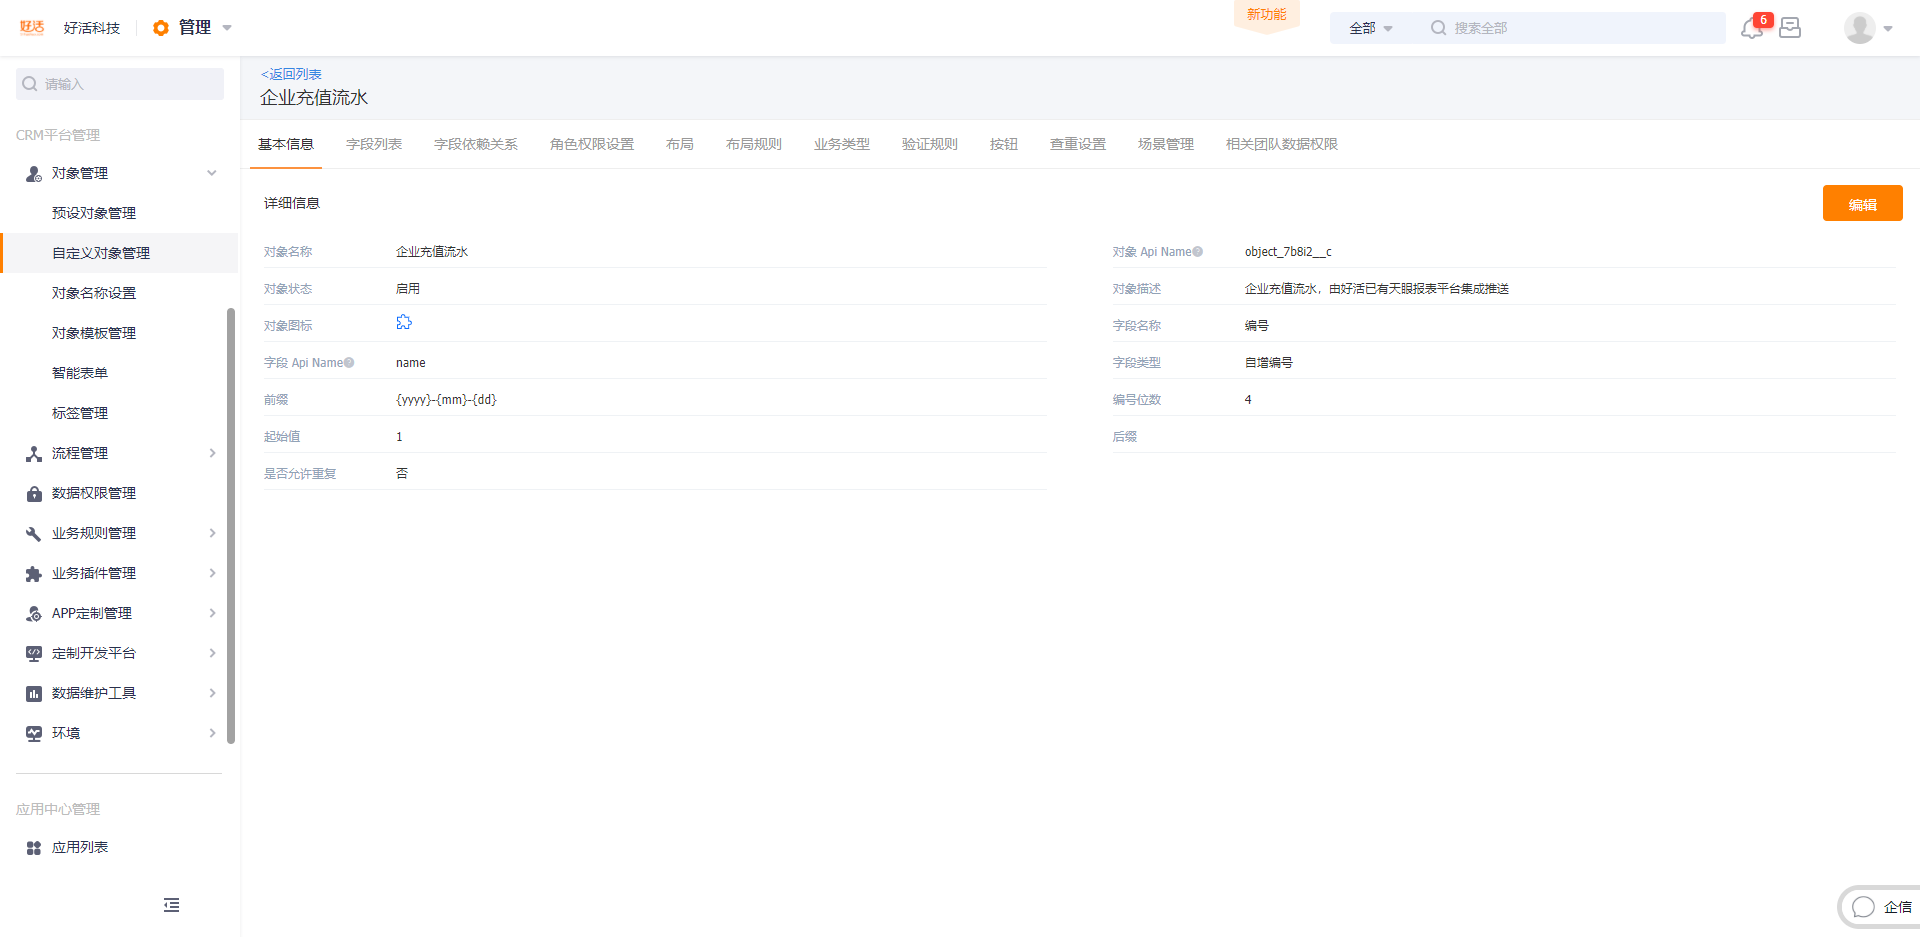 好活 好活科技 管理 新功能 全部 搜索全部 6
请输入
CRM平台管理
对象管理
预设对象管理
自定义对象管理
对象名称设置
对象模板管理
智能表单
标签管理
流程管理
数据权限管理
业务规则管理
业务插件管理
APP定制管理
定制开发平台
数据维护工具
环境
应用中心管理
应用列表
<返回列表
企业充值流水
基本信息 字段列表 字段依赖关系 角色权限设置 布局 布局规则 业务类型 验证规则 按钮 查重设置 场景管理 相关团队数据权限
详细信息 编辑
对象名称 企业充值流水 对象 Api Name object_7b8i2__c
对象状态 启用 对象描述 企业充值流水，由好活已有天眼报表平台集成推送
对象图标 字段名称 编号
字段 Api Name name 字段类型 自增编号
前缀 {yyyy}-{mm}-{dd} 编号位数 4
起始值 1 后缀
是否允许重复 否
企信